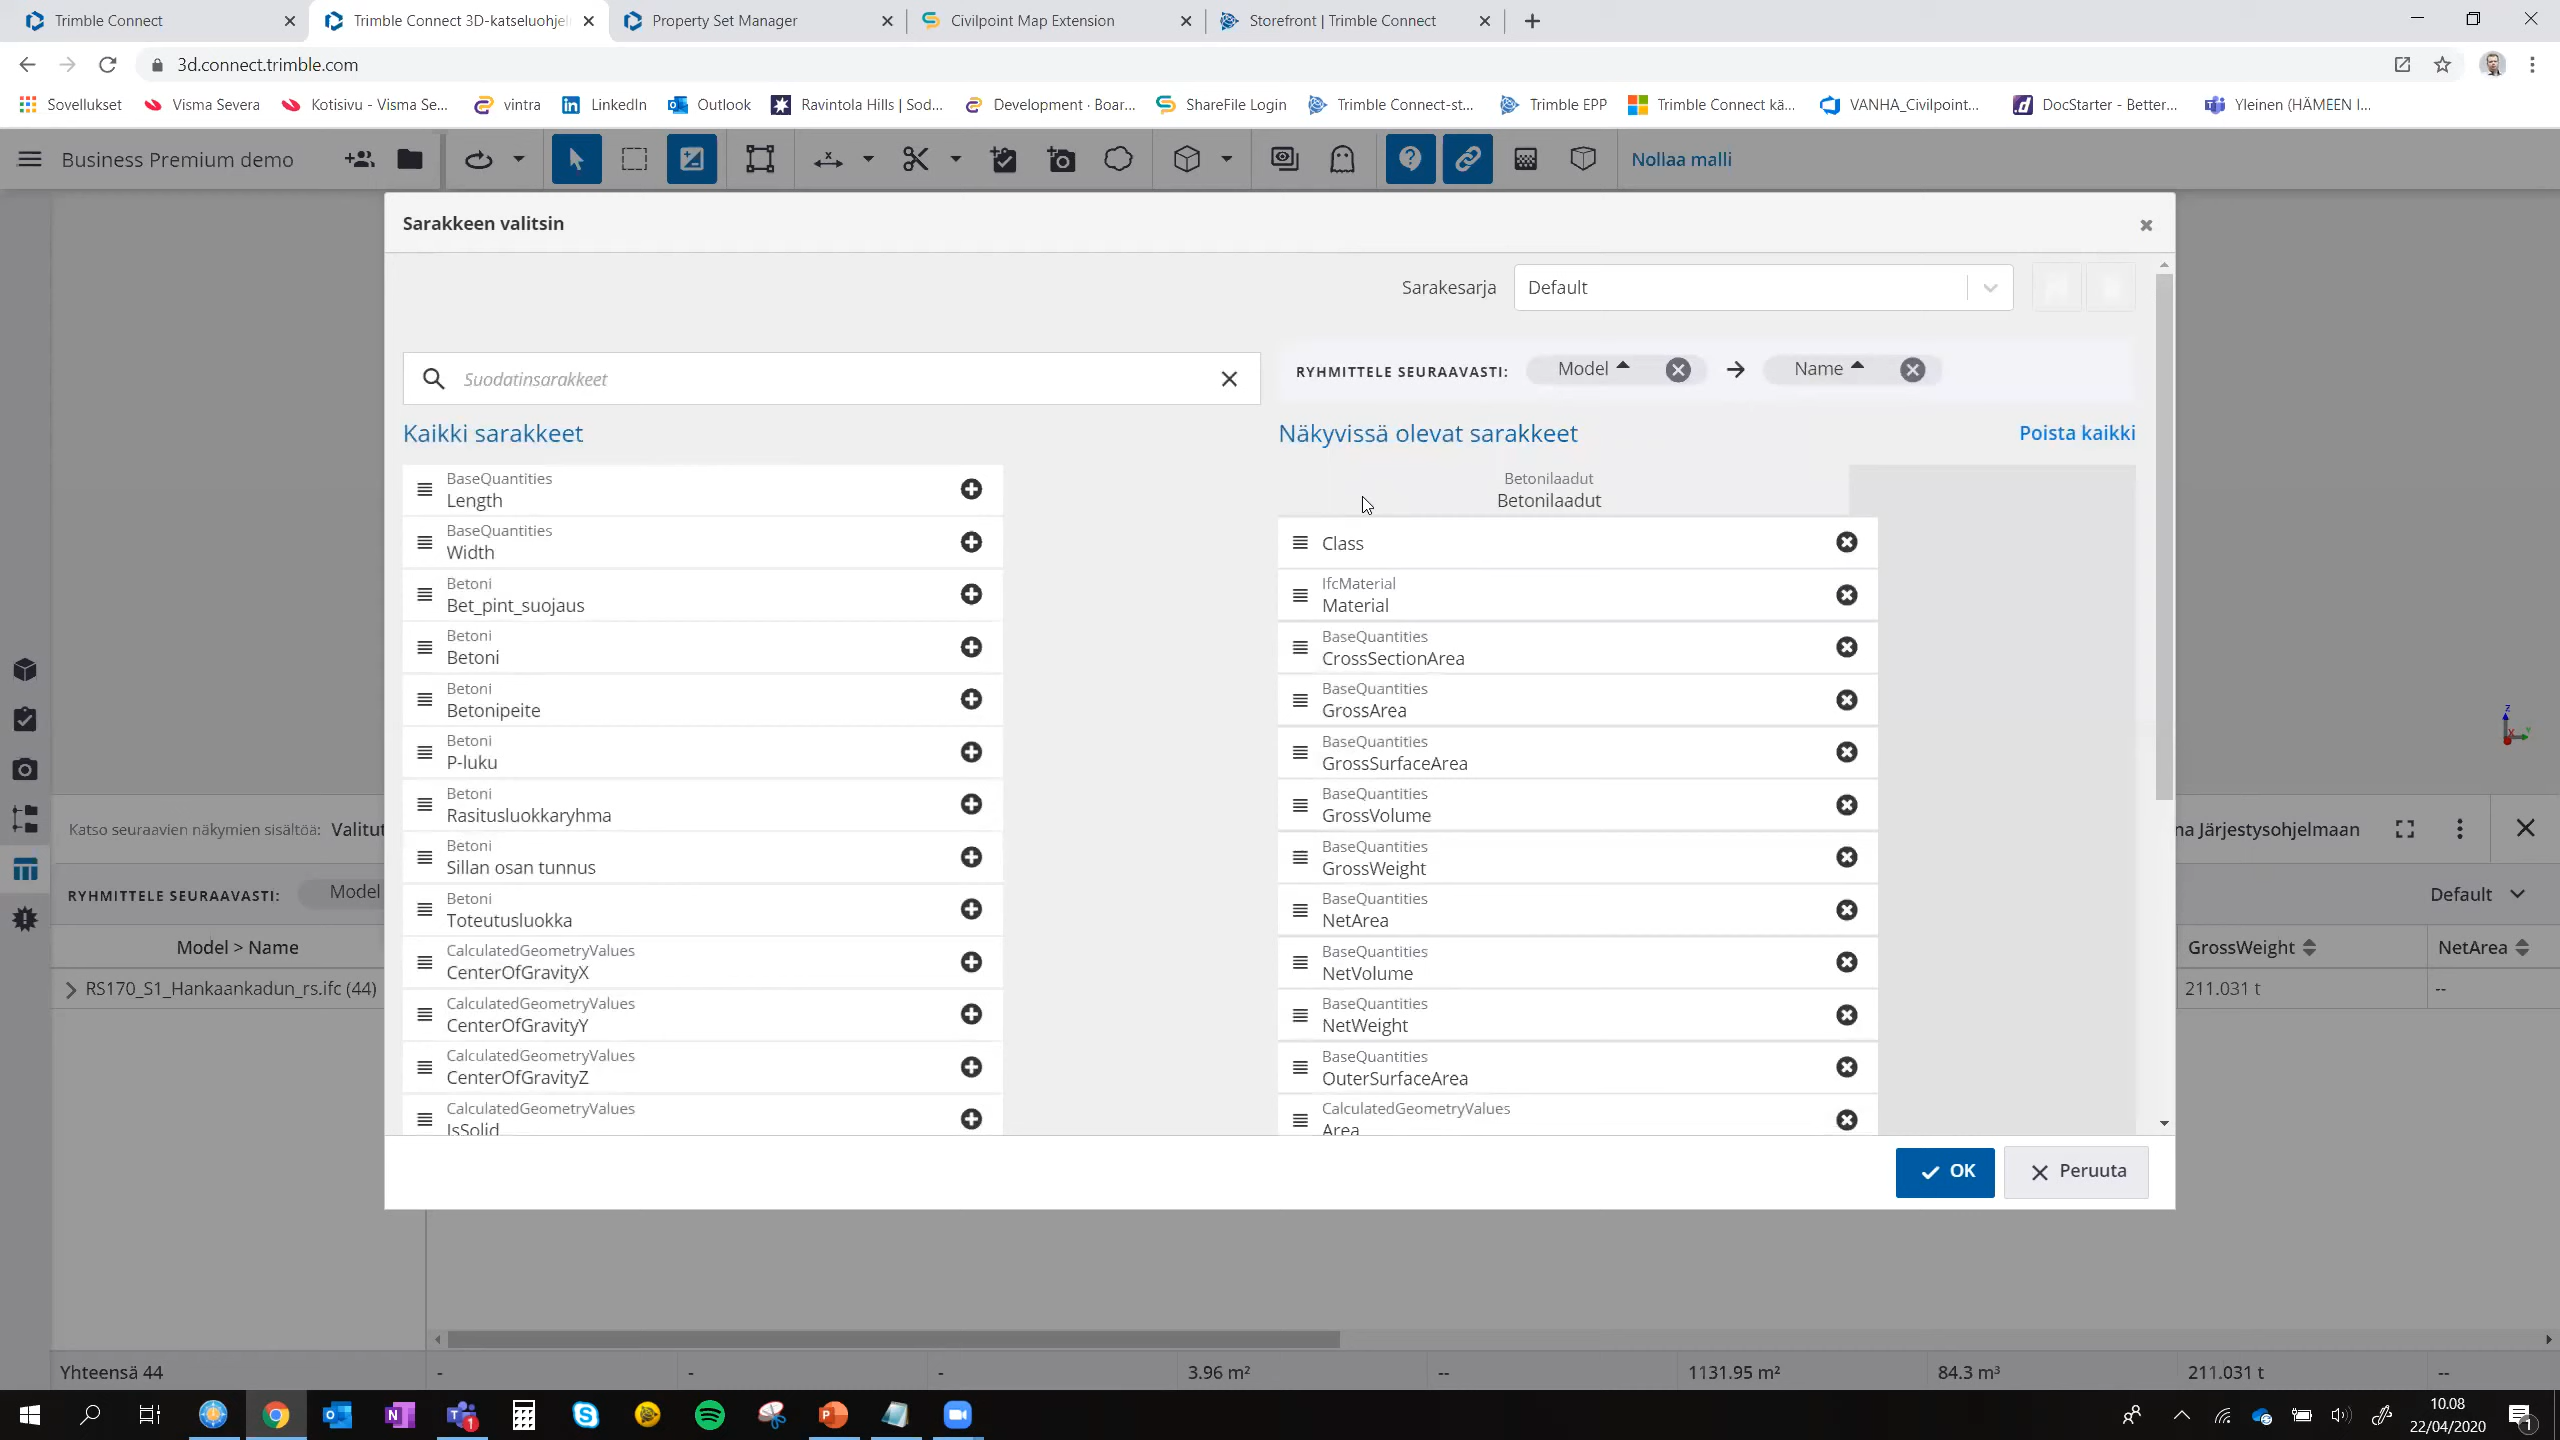 Trimble Connect
Trimble Connect 3D-katseluohjel
Property Set Manager
Civilpoint Map Extension
Storefront | Trimble Connect
3d.connect.trimble.com
Sovellukset
Visma Severa
Kotisivu - Visma Se...
vintra
LinkedIn
Outlook
Ravintola Hills | Sod...
Development · Boar...
ShareFile Login
Trimble Connect-st...
Trimble EPP
Trimble Connect kä...
VANHA_Civilpoint...
DocStarter - Better...
Yleinen (HÄMEEN I...
Business Premium demo
Nollaa malli
Sarakkeen valitsin
Sarakesarja
Default
Suodatinsarakkeet
RYHMITTELE SEURAAVASTI:
Model
Name
Kaikki sarakkeet
BaseQuantities
Length
BaseQuantities
Width
Betoni
Bet_pint_suojaus
Betoni
Betoni
Betoni
Betonipeite
Betoni
P-luku
Betoni
Rasitusluokkaryhma
Betoni
Sillan osan tunnus
Betoni
Toteutusluokka
CalculatedGeometryValues
CenterOfGravityX
CalculatedGeometryValues
CenterOfGravityY
CalculatedGeometryValues
CenterOfGravityZ
CalculatedGeometryValues
IsSolid
Näkyvissä olevat sarakkeet
Poista kaikki
Betonilaadut
Betonilaadut
Class
IfcMaterial
Material
BaseQuantities
CrossSectionArea
BaseQuantities
GrossArea
BaseQuantities
GrossSurfaceArea
BaseQuantities
GrossVolume
BaseQuantities
GrossWeight
BaseQuantities
NetArea
BaseQuantities
NetVolume
BaseQuantities
NetWeight
BaseQuantities
OuterSurfaceArea
CalculatedGeometryValues
Area
OK
Peruuta
Katso seuraavien näkymien sisältöä: Valitut
na Järjestysohjelmaan
RYHMITTELE SEURAAVASTI:
Model
Default
Model > Name
GrossWeight
NetArea
RS170_S1_Hankaankadun_rs.ifc (44)
211.031 t
--
Yhteensä 44
-
-
-
3.96 m²
--
1131.95 m²
84.3 m³
211.031 t
--
10.08
22/04/2020